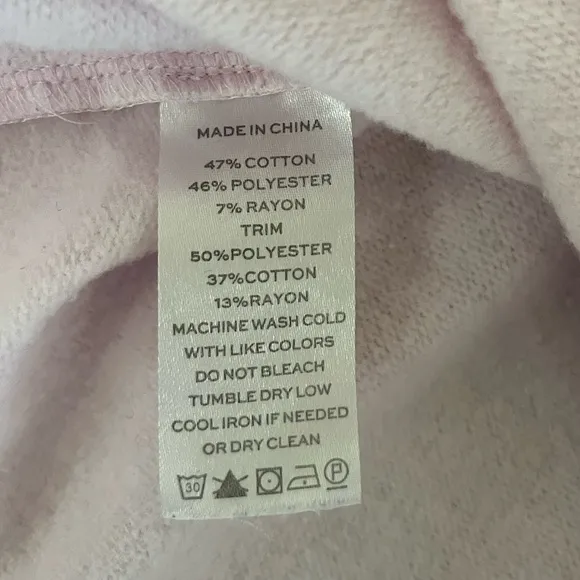 MADE IN CHINA
47% COTTON
46% POLYESTER
7% RAYON
TRIM
50%POLYESTER
37%COTTON
13%RAYON
MACHINE WASH COLD
WITH LIKE COLORS
DO NOT BLEACH
TUMBLE DRY LOW
COOL IRON IF NEEDED
OR DRY CLEAN
30 P